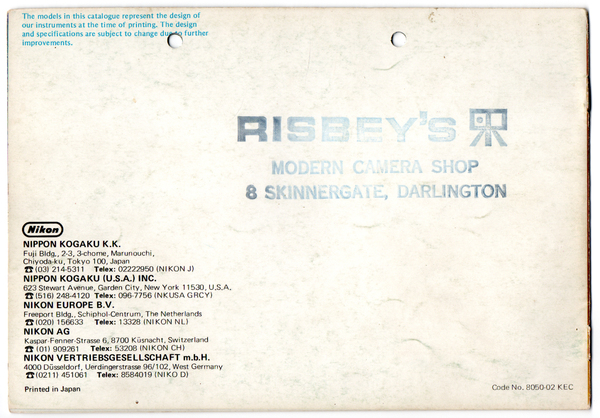 The models in this catalogue represent the design of
our instruments at the time of printing. The design
and specifications are subject to change due to further
improvements.
RISBEY'S
MODERN CAMERA SHOP
8 SKINNERGATE, DARLINGTON
Nikon
NIPPON KOGAKU K.K.
Fuji Bldg., 2-3, 3-chome, Marunouchi,
Chiyoda-ku, Tokyo 100, Japan
☎(03) 214-5311 Telex: 02222950 (NIKON J)
NIPPON KOGAKU (U.S.A.) INC.
623 Stewart Avenue, Garden City, New York 11530, U.S.A.
☎(516) 248-4120 Telex: 096-7756 (NKUSA GRCY)
NIKON EUROPE B.V.
Freeport Bldg., Schiphol-Centrum, The Netherlands
☎(020) 156633 Telex: 13328 (NIKON NL)
NIKON AG
Kaspar-Fenner-Strasse 6, 8700 Küsnacht, Switzerland
☎(01) 909261 Telex: 53208 (NIKON CH)
NIKON VERTRIEBSGESELLSCHAFT m.b.H.
4000 Düsseldorf, Uerdingerstrasse 96/102, West Germany
☎(0211) 451061 Telex: 8584019 (NIKO D)
Printed in Japan
Code No. 8050-02 KEC